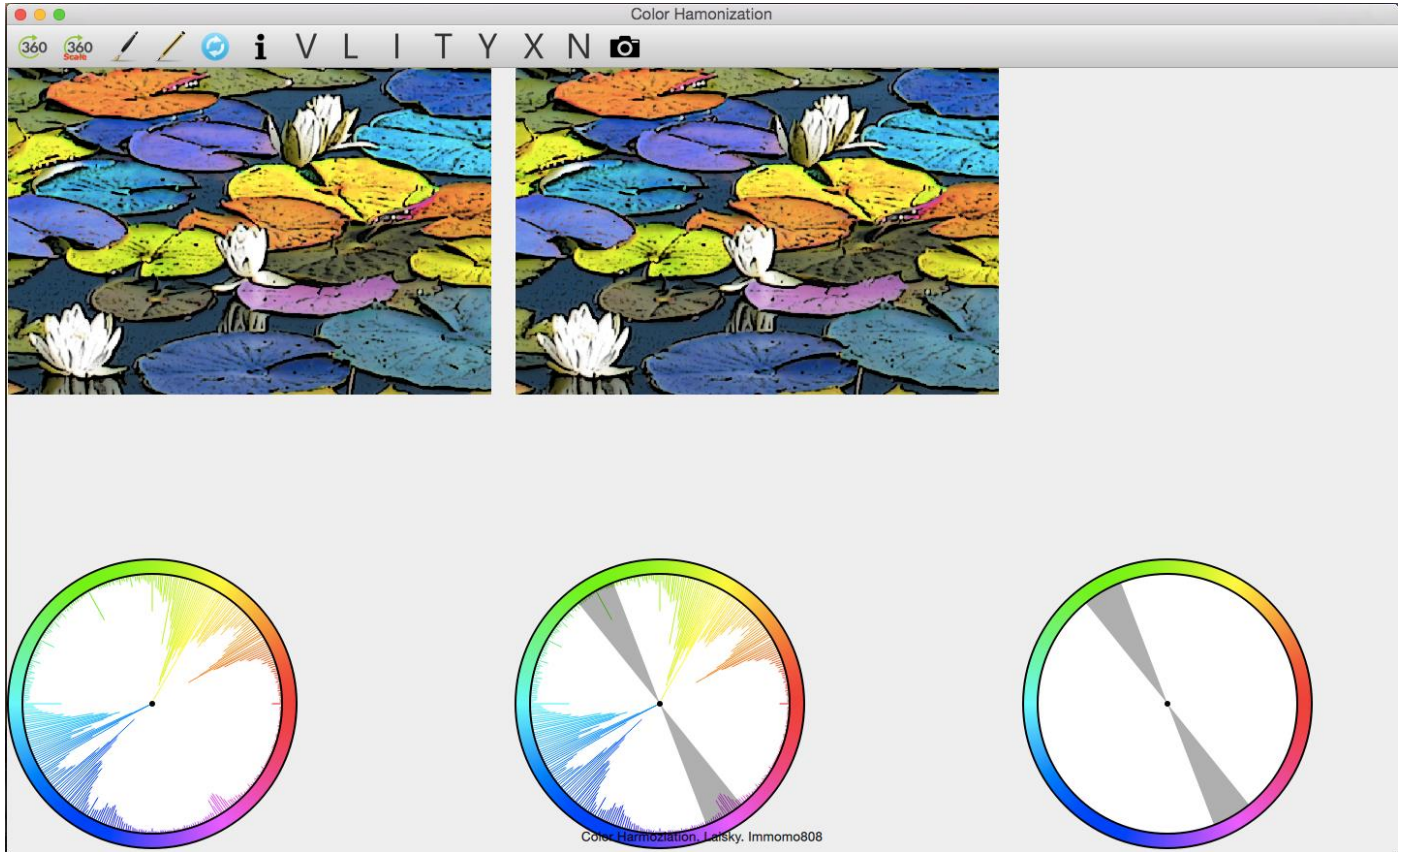 Color Hamonization
360 360 Scale i V L I T Y X N
Color Harmoziation. Laisky. Immomo808